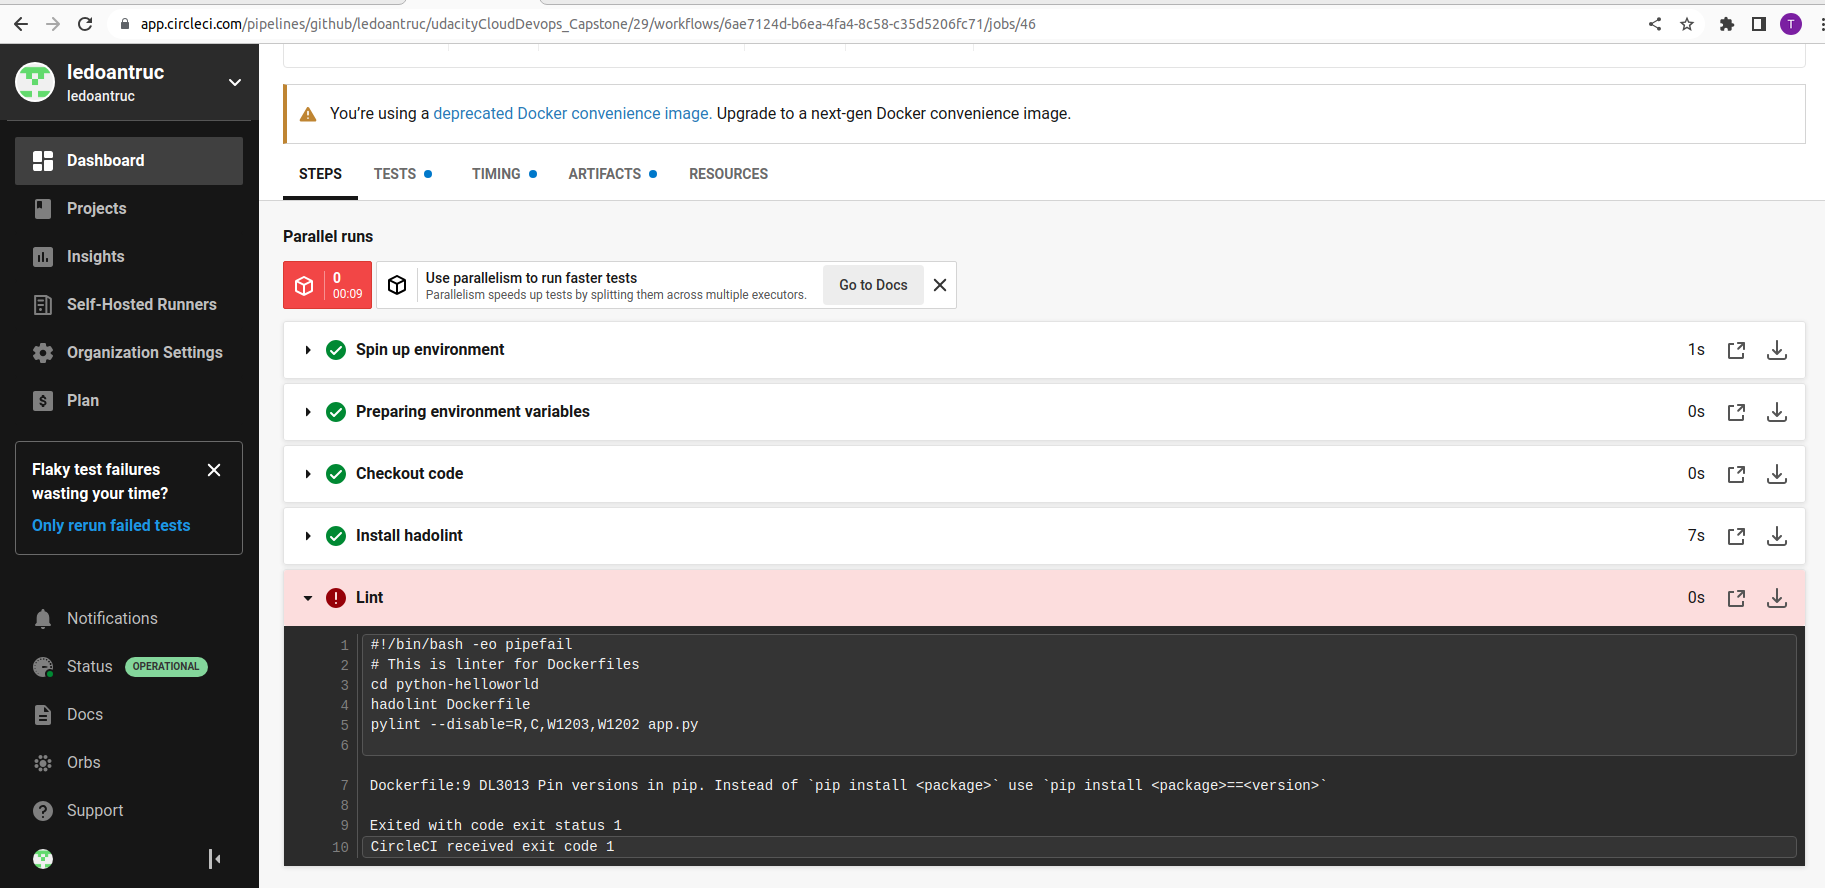 app.circleci.com/pipelines/github/ledoantruc/udacityCloudDevops_Capstone/29/workflows/6ae7124d-b6ea-4fa4-8c58-c35d5206fc71/jobs/46
T
ledoantruc
ledoantruc
Dashboard
Projects
Insights
Self-Hosted Runners
Organization Settings
Plan
Flaky test failures
wasting your time?
Only rerun failed tests
Notifications
Status OPERATIONAL
Docs
Orbs
Support
You’re using a deprecated Docker convenience image. Upgrade to a next-gen Docker convenience image.
STEPS TESTS TIMING ARTIFACTS RESOURCES
Parallel runs
0
00:09
Use parallelism to run faster tests
Parallelism speeds up tests by splitting them across multiple executors.
Go to Docs
Spin up environment 1s
Preparing environment variables 0s
Checkout code 0s
Install hadolint 7s
Lint 0s
1 #!/bin/bash -eo pipefail
2 # This is linter for Dockerfiles
3 cd python-helloworld
4 hadolint Dockerfile
5 pylint --disable=R,C,W1203,W1202 app.py
6
7 Dockerfile:9 DL3013 Pin versions in pip. Instead of `pip install <package>` use `pip install <package>==<version>`
8
9 Exited with code exit status 1
10 CircleCI received exit code 1